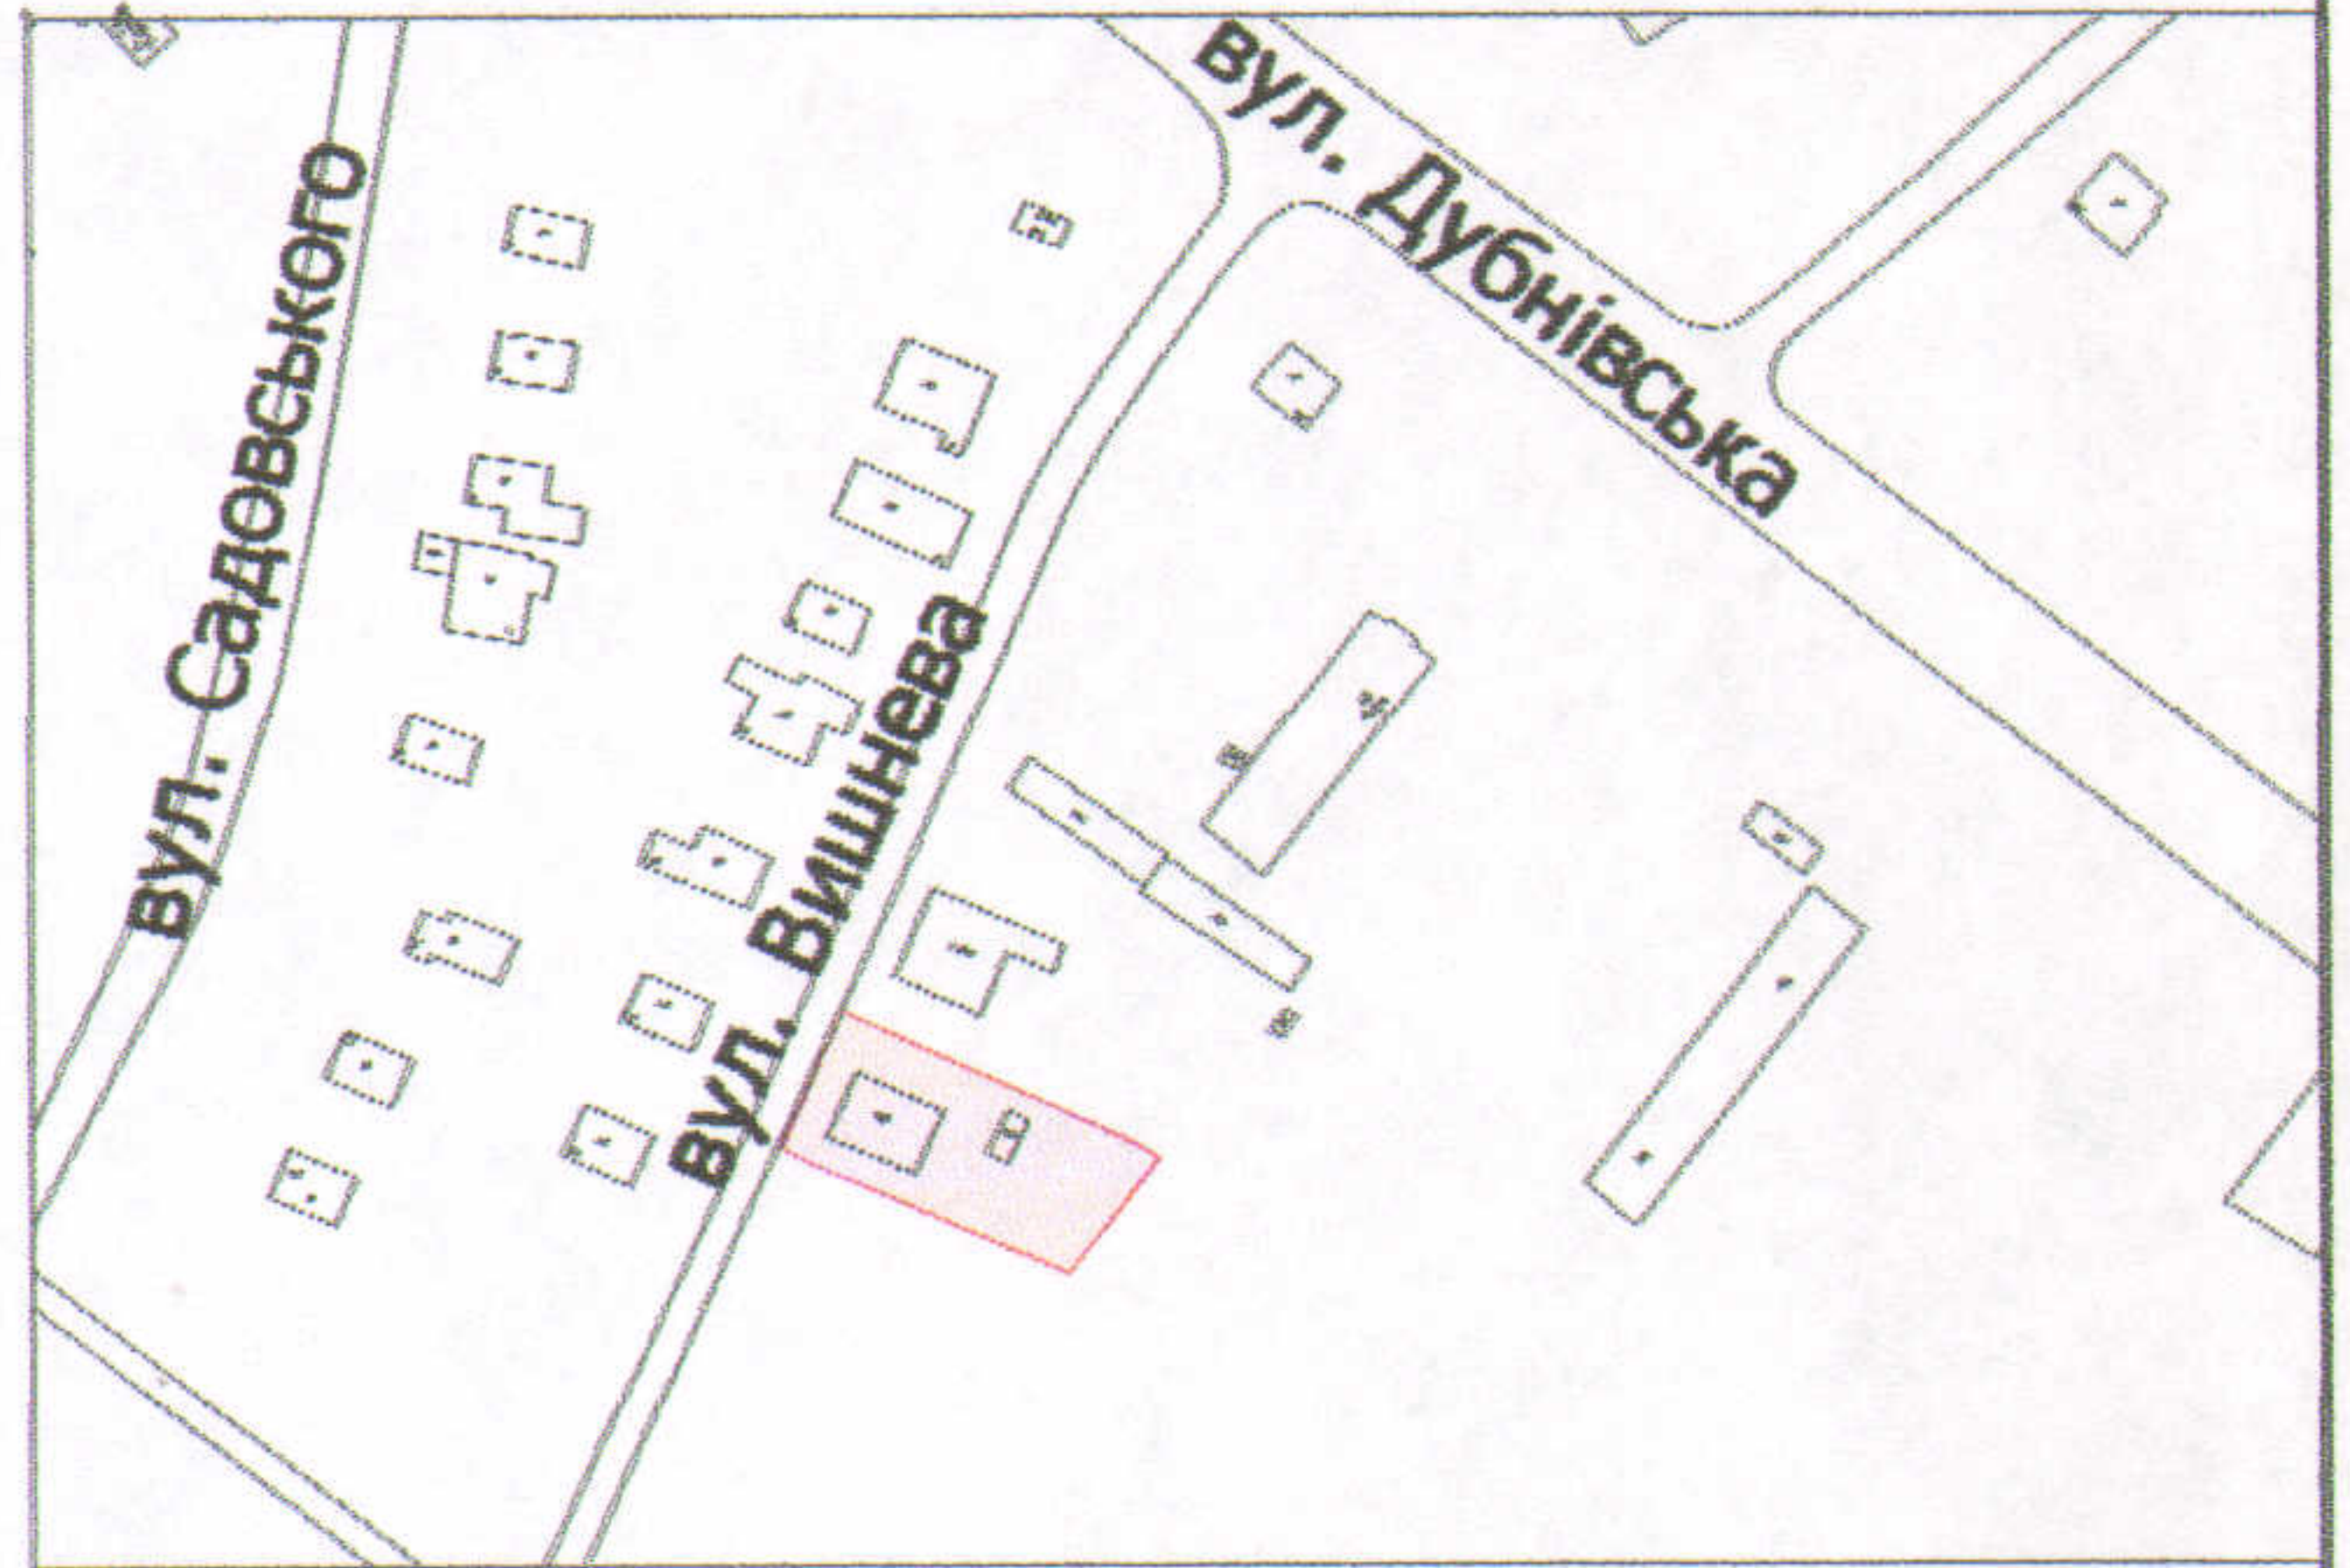 вул. Дубнівська
вул. Садовського
вул. Вишнева